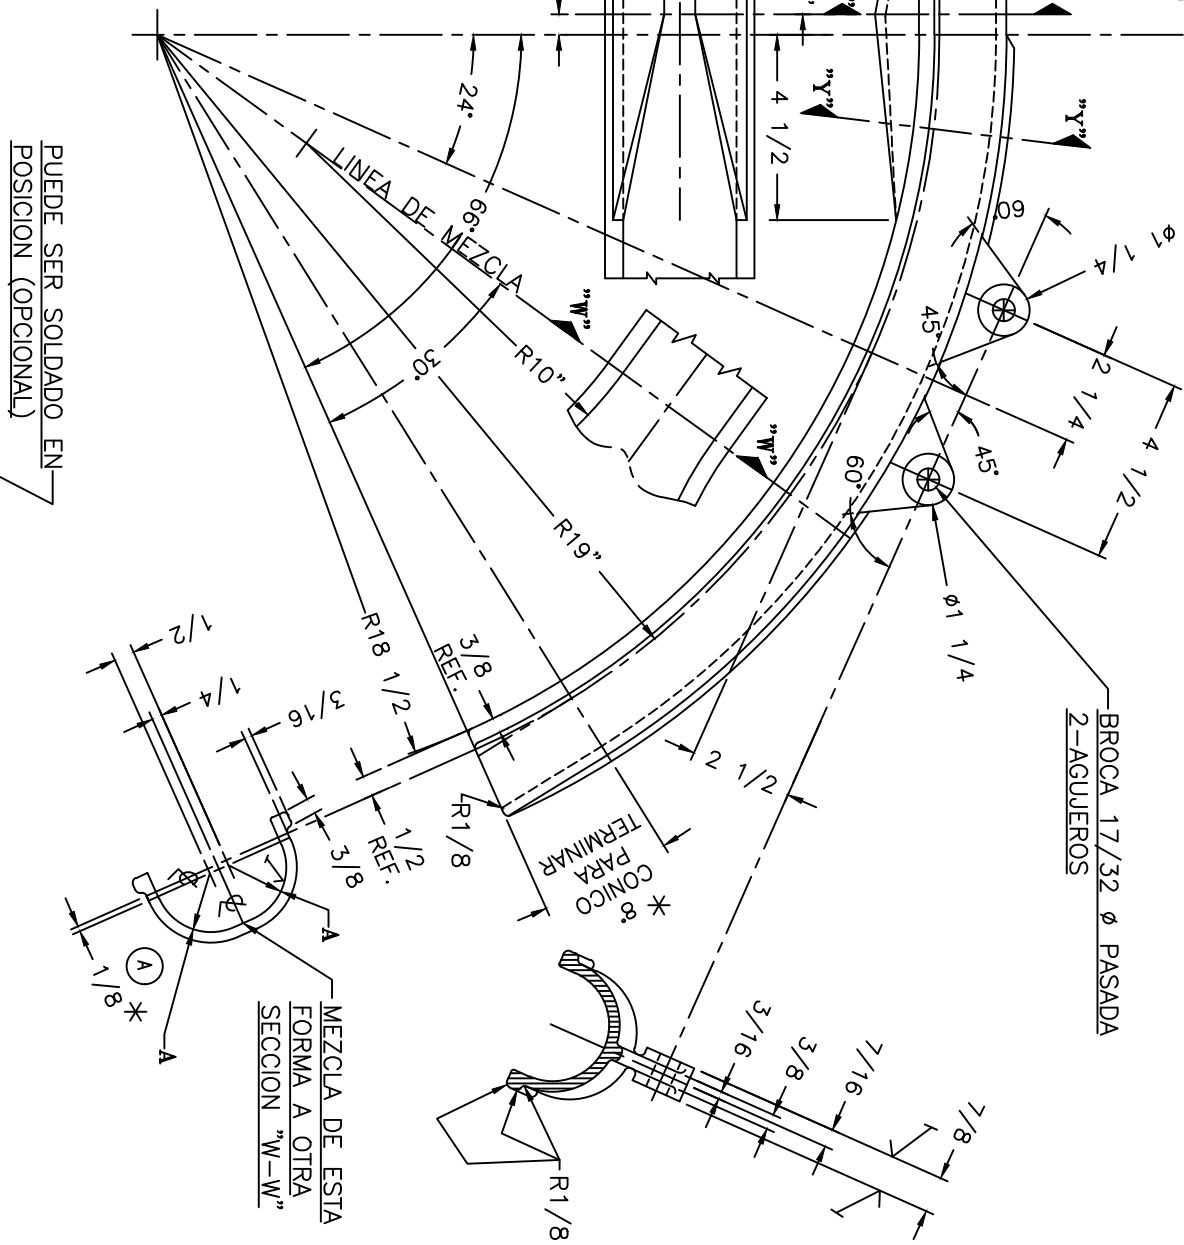 "Y"
"Y"
24°
4 1/2
60°
ø1 1/4
66°
LINEA DE MEZCLA
"W"
45°
2 1/4
4 1/2
PUEDE SER SOLDADO EN
POSICION (OPCIONAL)
30°
R10"
"W"
60°
45°
R19"
ø1 1/4
BROCA 17/32 ø PASADA
2-AGUJEROS
R18 1/2
3/8
REF.
2 1/2
1/2
1/4
3/16
3/8
1/2
REF.
R1/8
8°
CONICO
PARA
TERMINAR
*
A
A
A
1/8 *
MEZCLA DE ESTA
FORMA A OTRA
SECCION "W-W"
3/16
3/8
7/16
7/8
R1/8